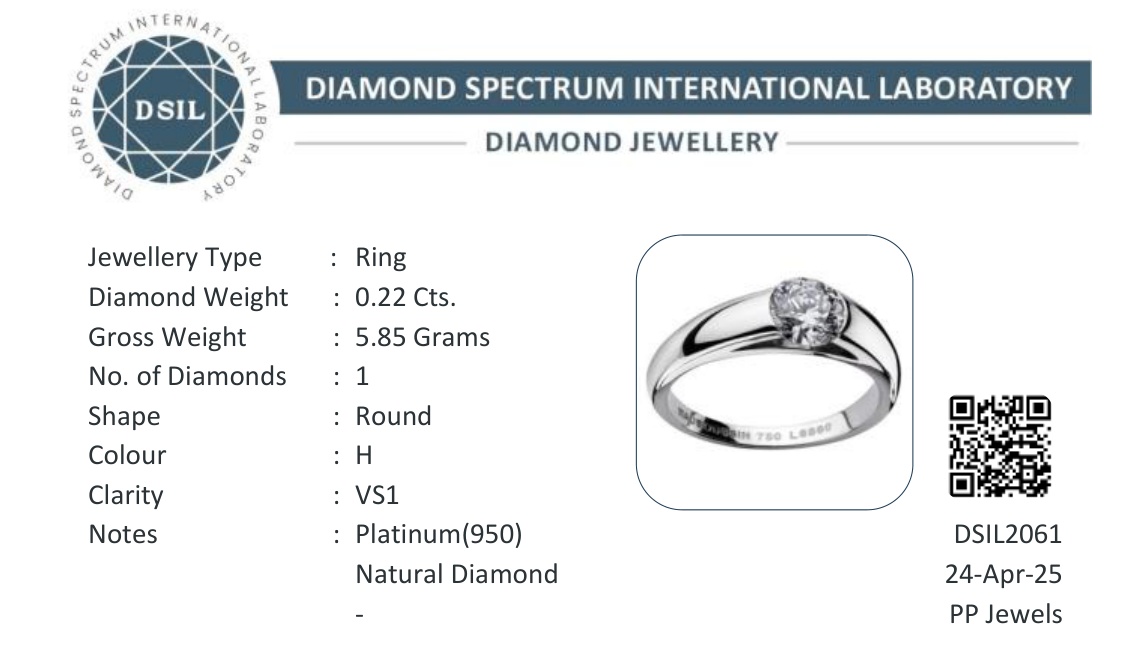 DIAMOND SPECTRUM INTERNATIONAL LABORATORY
DSIL
DIAMOND SPECTRUM INTERNATIONAL LABORATORY
DIAMOND JEWELLERY
Jewellery Type : Ring
Diamond Weight : 0.22 Cts.
Gross Weight : 5.85 Grams
No. of Diamonds : 1
Shape : Round
Colour : H
Clarity : VS1
Notes : Platinum(950)
Natural Diamond
-
750
DSIL2061
24-Apr-25
PP Jewels